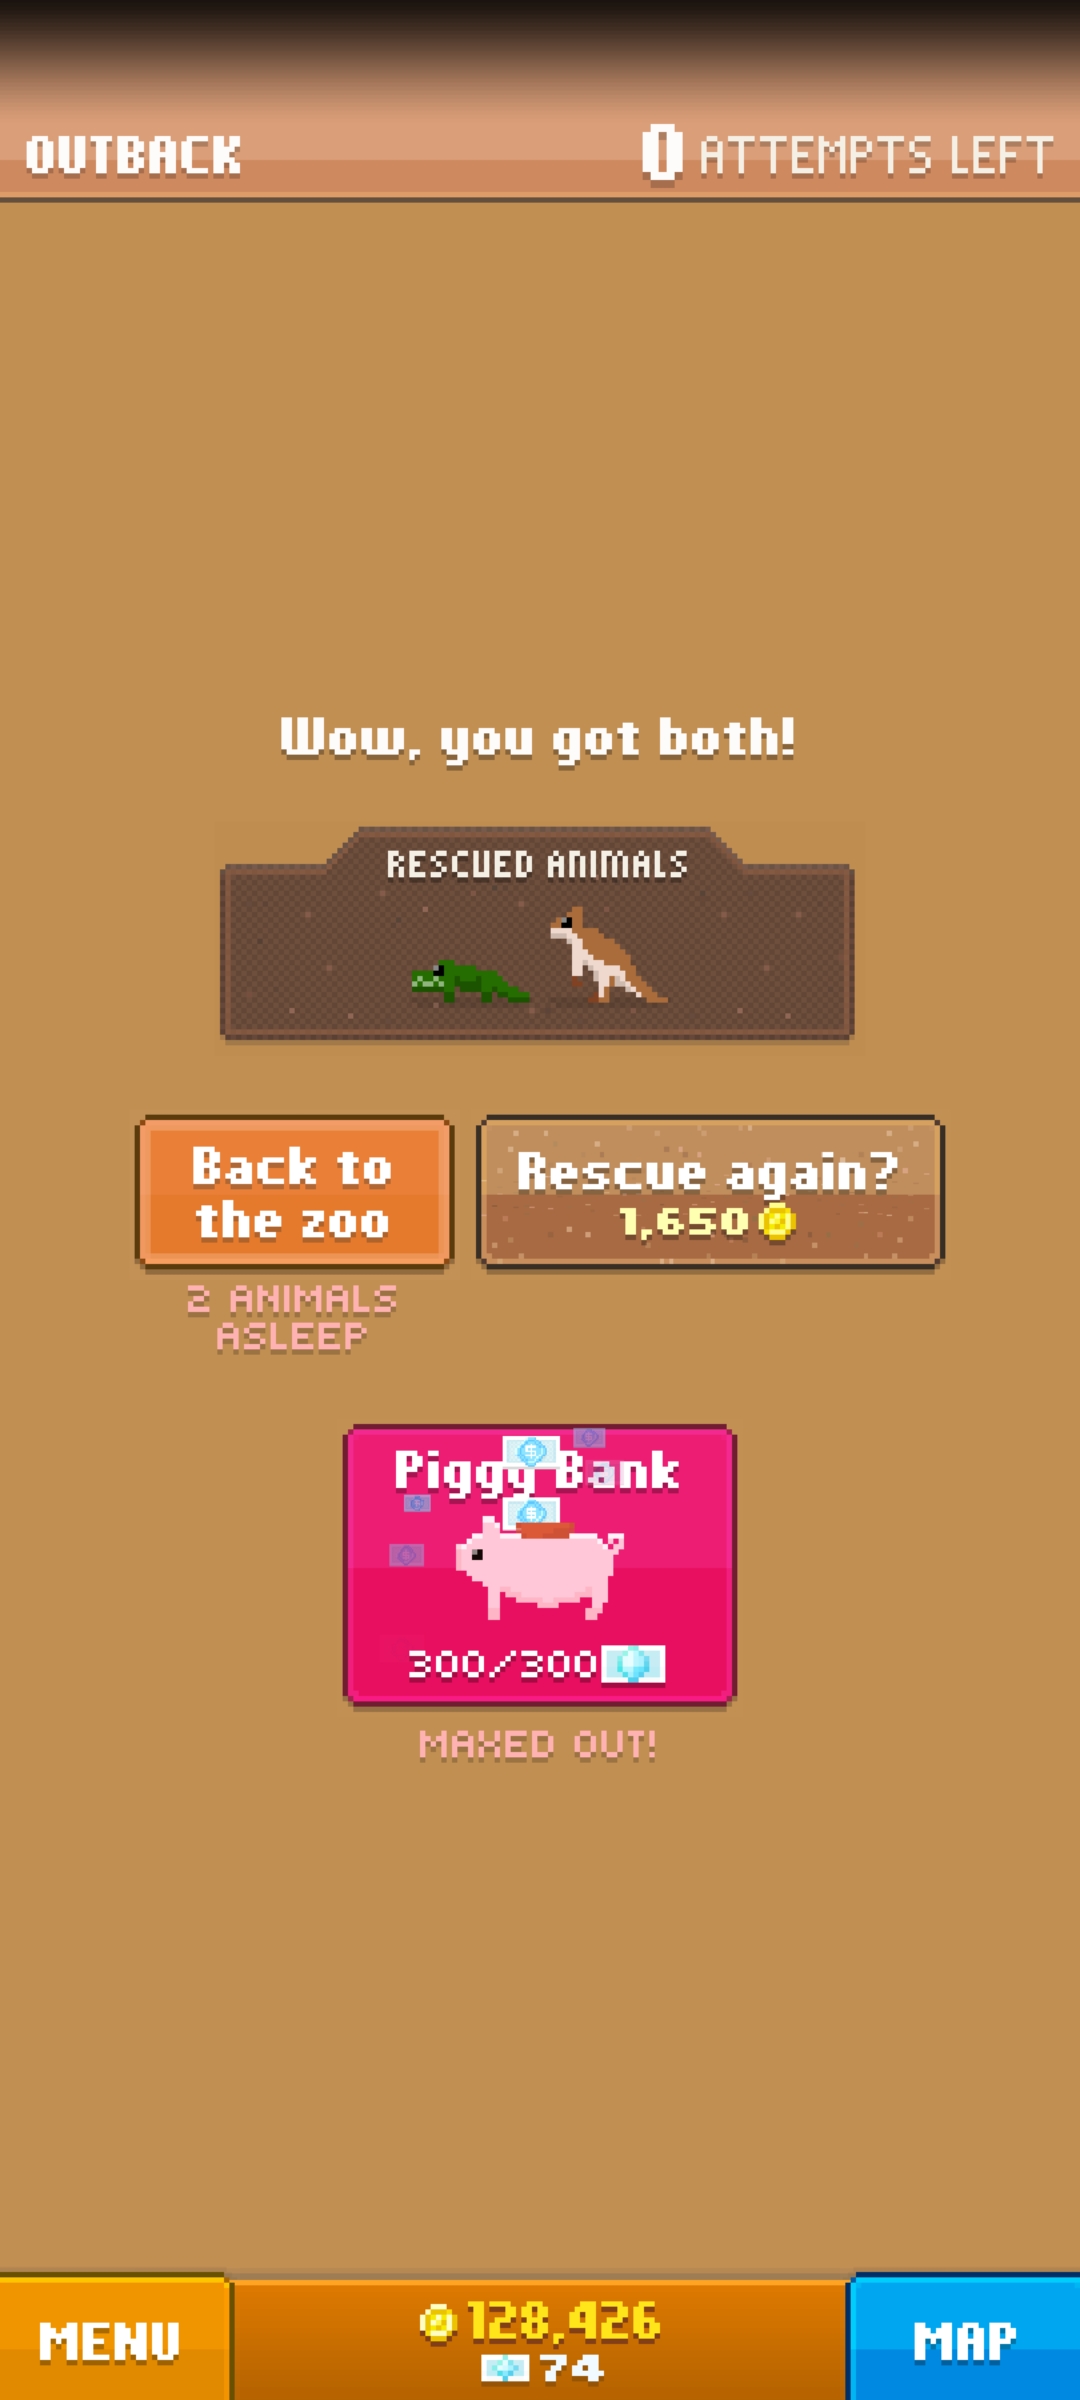 OUTBACK
0 ATTEMPTS LEFT
Wow, you got both!
RESCUED ANIMALS
Back to
the zoo
Rescue again?
1,650
2 ANIMALS
ASLEEP
Piggy Bank
300/300
MAXED OUT!
MENU
128,426
74
MAP